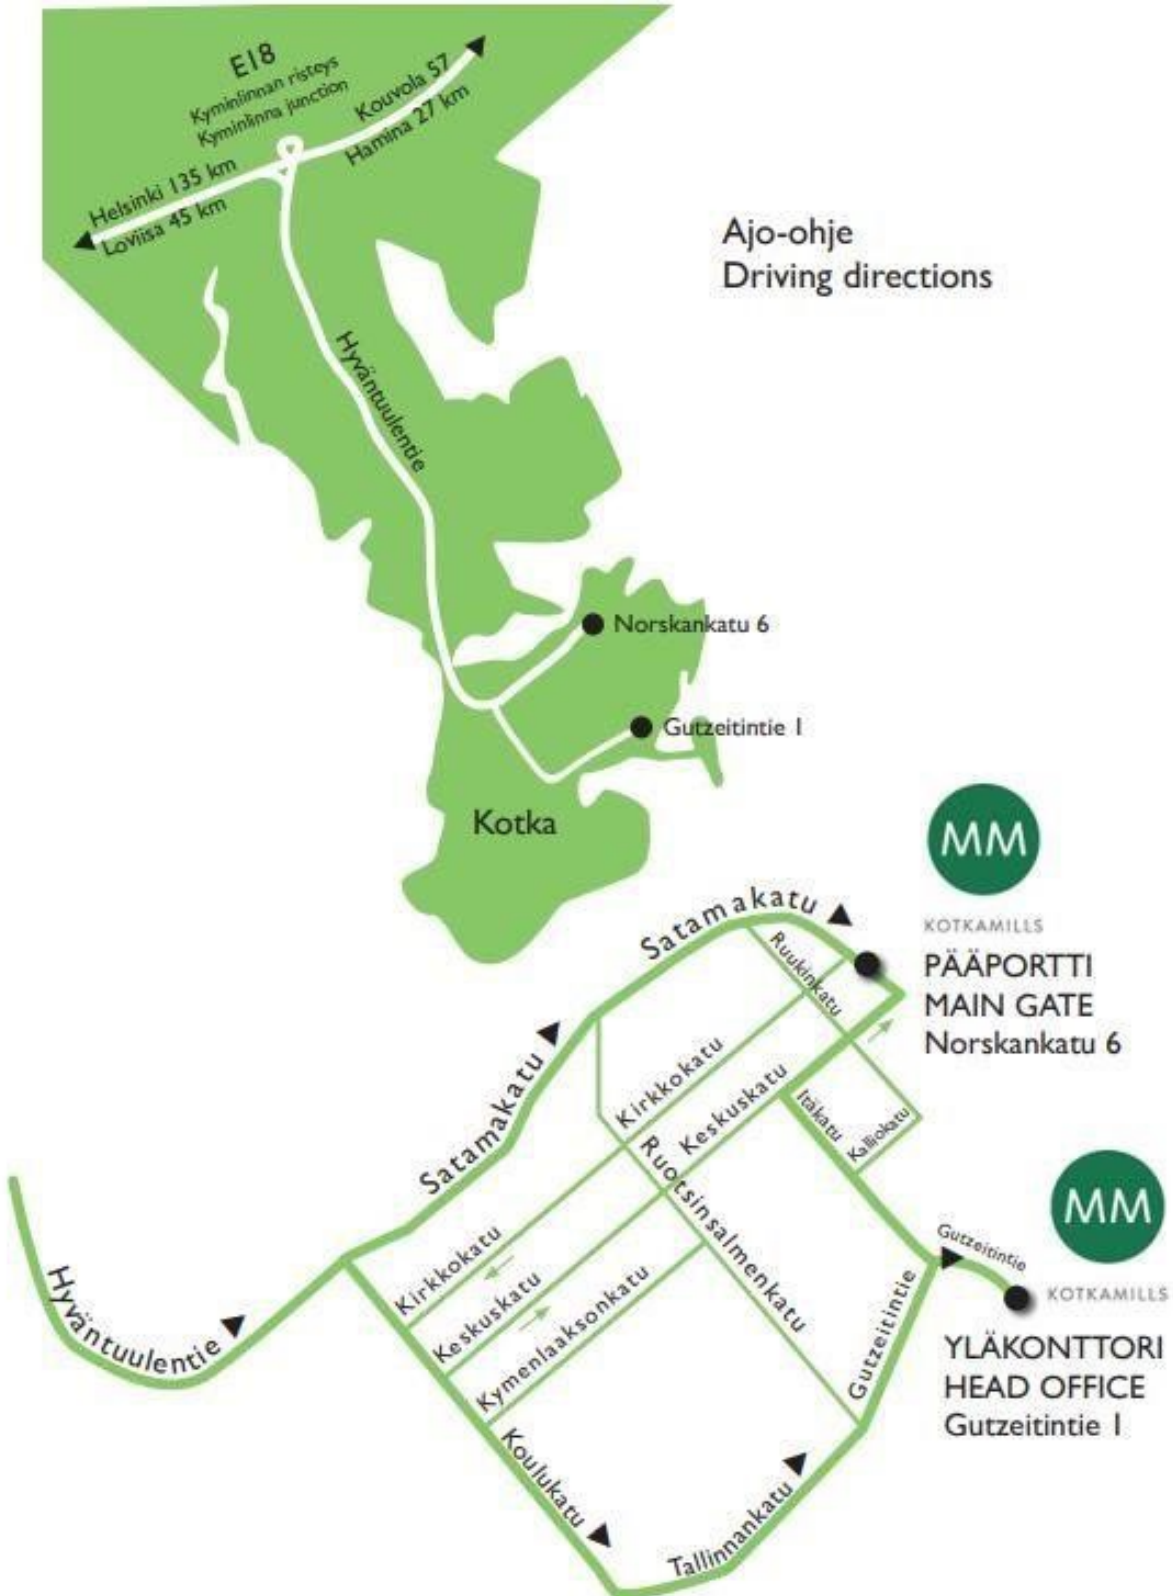 E18
Kyminlinnan risteys
Kyminlinna junction
Kouvola 57
Hamina 27 km
Helsinki 135 km
Loviisa 45 km
Ajo-ohje
Driving directions
Hyväntuulentie
Norskankatu 6
Gutzeitintie 1
Kotka
MM
KOTKAMILLS
PÄÄPORTTI
MAIN GATE
Norskankatu 6
Satamakatu
Ruukinkatu
Satamakatu
Kirkkokatu
Keskuskatu
Itäkatu
Kalliokatu
Ruotsinsalmenkatu
MM
KOTKAMILLS
YLÄKONTTORI
HEAD OFFICE
Gutzeitintie 1
Gutzeitintie
Gutzeitintie
Kirkkokatu
Keskuskatu
Kymenlaaksonkatu
Hyväntuulentie
Koulukatu
Tallinnankatu